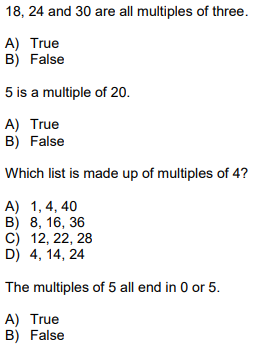 18, 24 and 30 are all multiples of three.
A) True
B) False
5 is a multiple of 20.
A) True
B) False
Which list is made up of multiples of 4?
A) 1, 4, 40
B) 8, 16, 36
C) 12, 22, 28
D) 4, 14, 24
The multiples of 5 all end in 0 or 5.
A) True
B) False